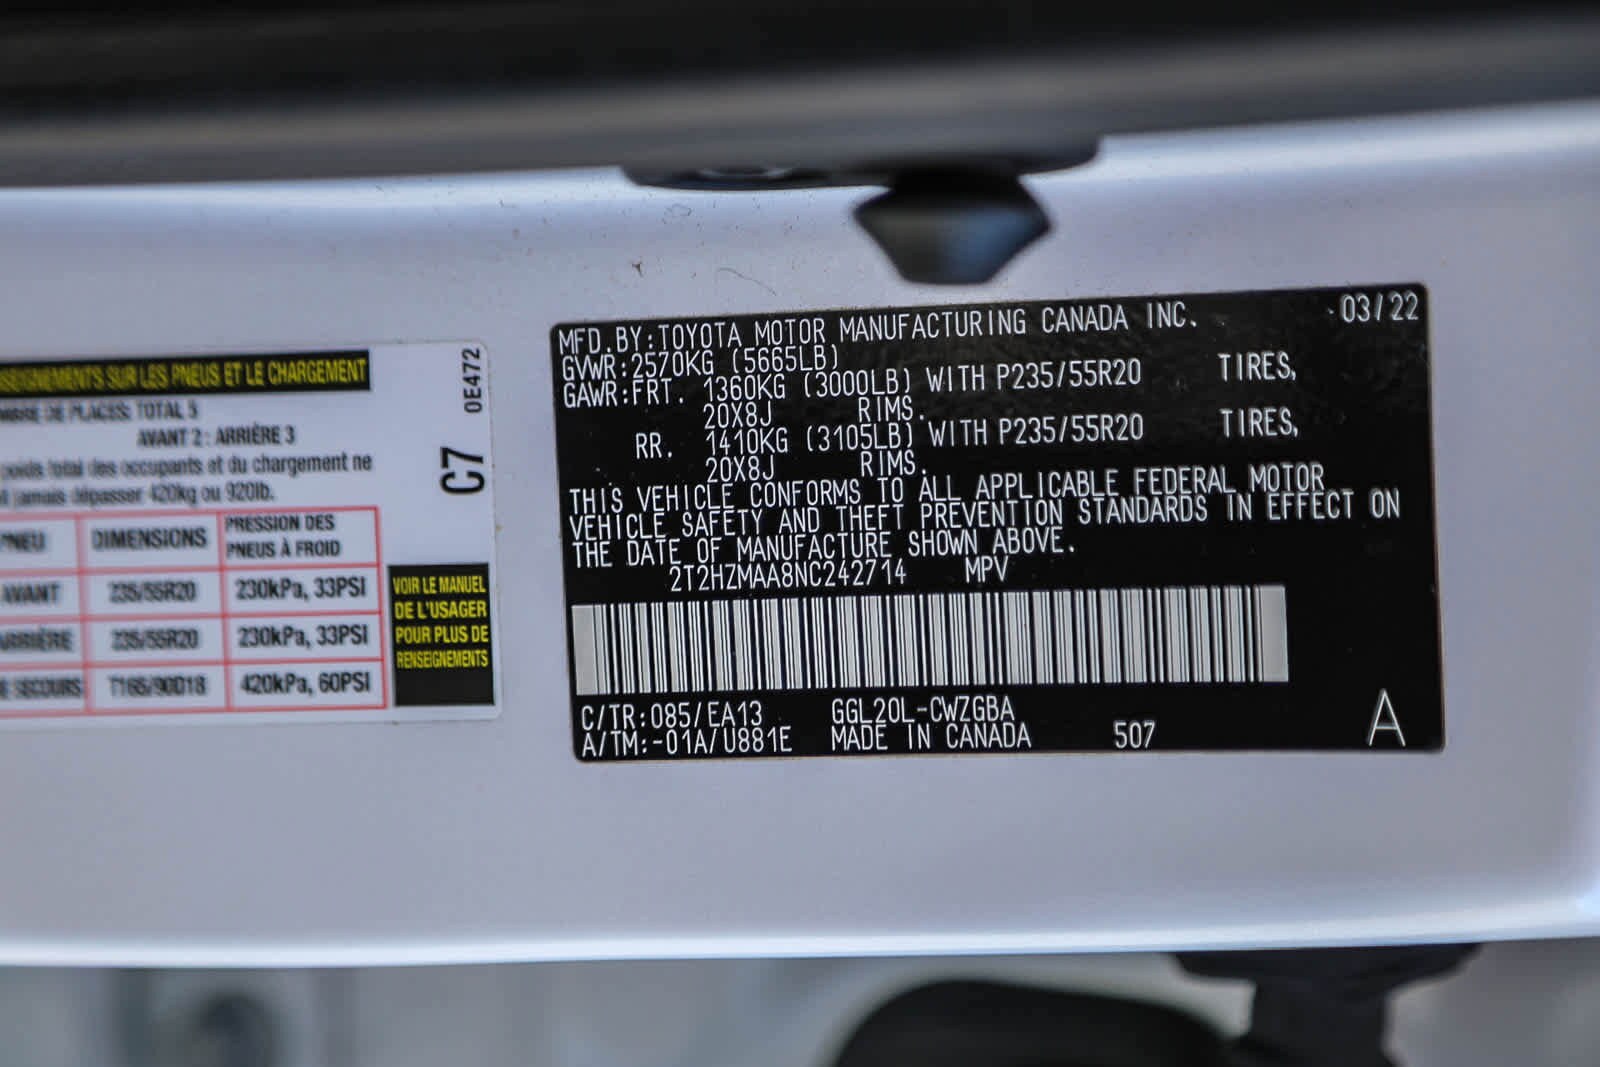 SEIGNEMENTS SUR LES PNEUS ET LE CHARGEMENT
0E472
C7
MBRE DE PLACES: TOTAL 5
AVANT 2 : ARRIÈRE 3
poids total des occupants et du chargement ne
t jamais dépasser 420kg ou 920lb.
PNEU DIMENSIONS PRESSION DES PNEUS À FROID
AVANT 235/55R20 230kPa, 33PSI
ARRIÈRE 235/55R20 230kPa, 33PSI
E SECOURS T165/90D18 420kPa, 60PSI
VOIR LE MANUEL
DE L'USAGER
POUR PLUS DE
RENSEIGNEMENTS
MFD.BY:TOYOTA MOTOR MANUFACTURING CANADA INC. 03/22
GVWR:2570KG (5665LB)
GAWR:FRT. 1360KG (3000LB) WITH P235/55R20 TIRES,
20X8J RIMS.
RR. 1410KG (3105LB) WITH P235/55R20 TIRES,
20X8J RIMS.
THIS VEHICLE CONFORMS TO ALL APPLICABLE FEDERAL MOTOR
VEHICLE SAFETY AND THEFT PREVENTION STANDARDS IN EFFECT ON
THE DATE OF MANUFACTURE SHOWN ABOVE.
2T2HZMAA8NC242714 MPV
C/TR:085/EA13 GGL20L-CWZGBA
A/TM:-01A/U881E MADE IN CANADA 507 A